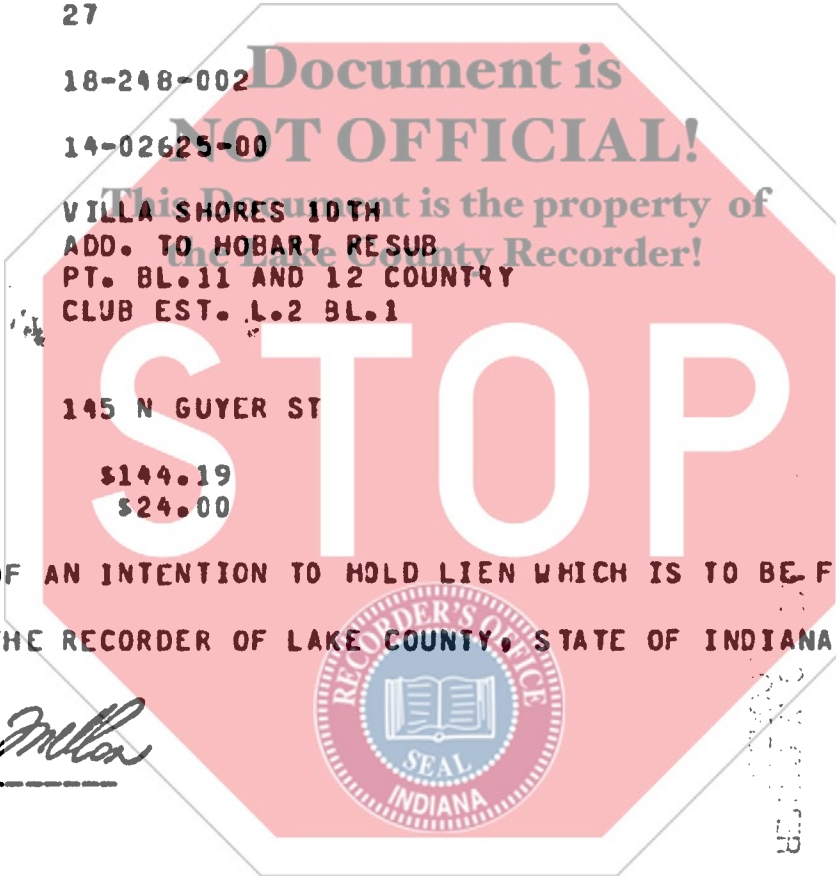 27
18-248-002
Document is
14-02625-00
NOT OFFICIAL!
This Document is the property of
VILLA SHORES 10TH
the Lake County Recorder!
ADD. TO HOBART RESUB
PT. BL.11 AND 12 COUNTRY
CLUB EST. L.2 BL.1
STOP
145 N GUYER ST
$144.19
$24.00
OF AN INTENTION TO HOLD LIEN WHICH IS TO BE F
THE RECORDER OF LAKE COUNTY, STATE OF INDIANA
RECORDER'S OFFICE
SEAL
INDIANA